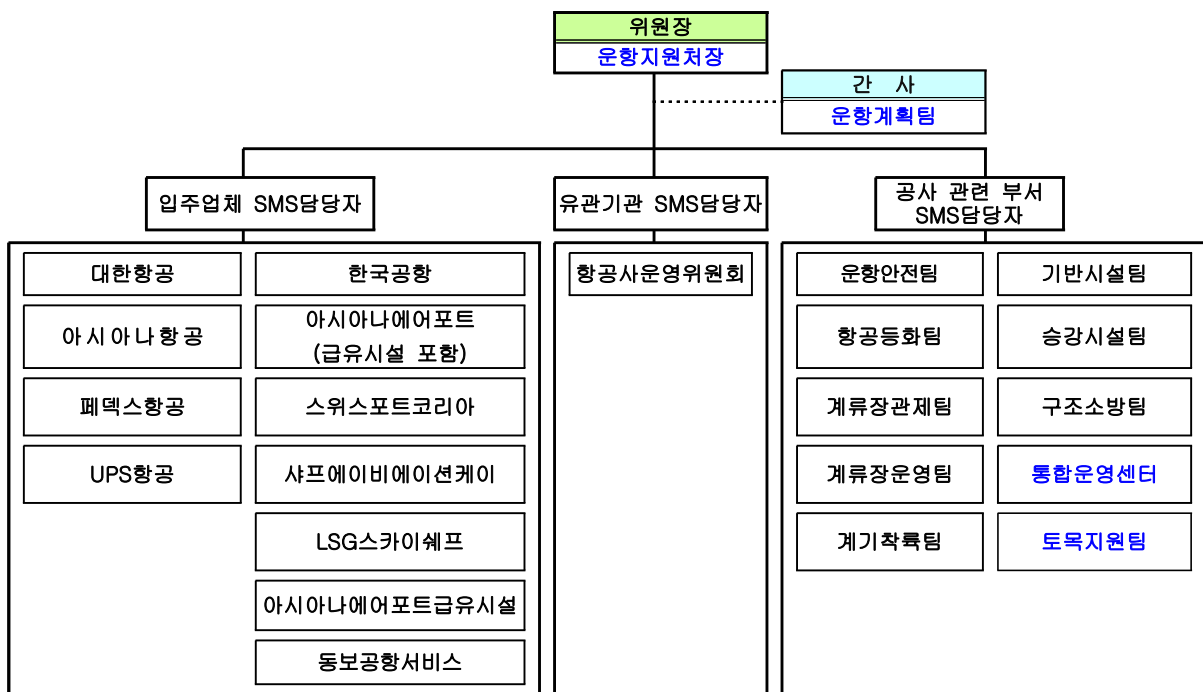 위원장
운항지원처장
간 사
운항계획팀
입주업체 SMS담당자
유관기관 SMS담당자
공사 관련 부서
SMS담당자
대한항공
한국공항
아시아나항공
아시아나에어포트
(급유시설 포함)
페덱스항공
스위스포트코리아
UPS항공
샤프에이비에이션케이
LSG스카이쉐프
아시아나에어포트급유시설
동보공항서비스
항공사운영위원회
운항안전팀
기반시설팀
항공등화팀
승강시설팀
계류장관제팀
구조소방팀
계류장운영팀
통합운영센터
계기착륙팀
토목지원팀